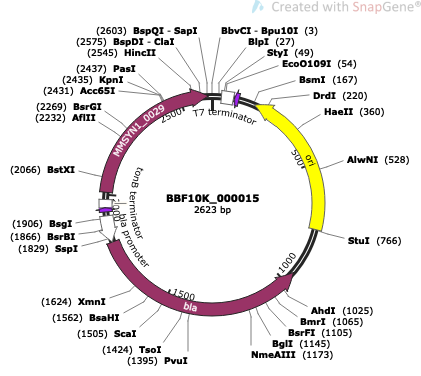 Created with SnapGene®
(2603) BspQI - SapI
(2575) BspDI - ClaI
(2545) HincII
(2437) PasI
(2435) KpnI
(2431) Acc65I
(2269) BsrGI
(2232) AflII
(2066) BstXI
(1906) BsgI
(1866) BsrBI
(1829) SspI
(1624) XmnI
(1562) BsaHI
(1505) ScaI
(1424) TsoI
(1395) PvuI
BbvCI - Bpu10I (3)
BlpI (27)
StyI (49)
EcoO109I (54)
BsmI (167)
DrdI (220)
HaeII (360)
AlwNI (528)
StuI (766)
AhdI (1025)
BmrI (1065)
BsrFI (1105)
BglI (1145)
NmeAIII (1173)
T7 terminator
MMSYN1_0029
ori
bla
tonB terminator
bla promoter
500
1000
1500
2000
2500
BBF10K_000015
2623 bp